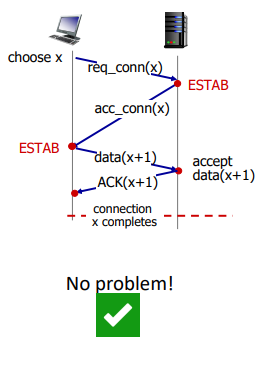 choose x
req_conn(x)
ESTAB
acc_conn(x)
ESTAB
data(x+1)
accept
data(x+1)
ACK(x+1)
connection
x completes
No problem!